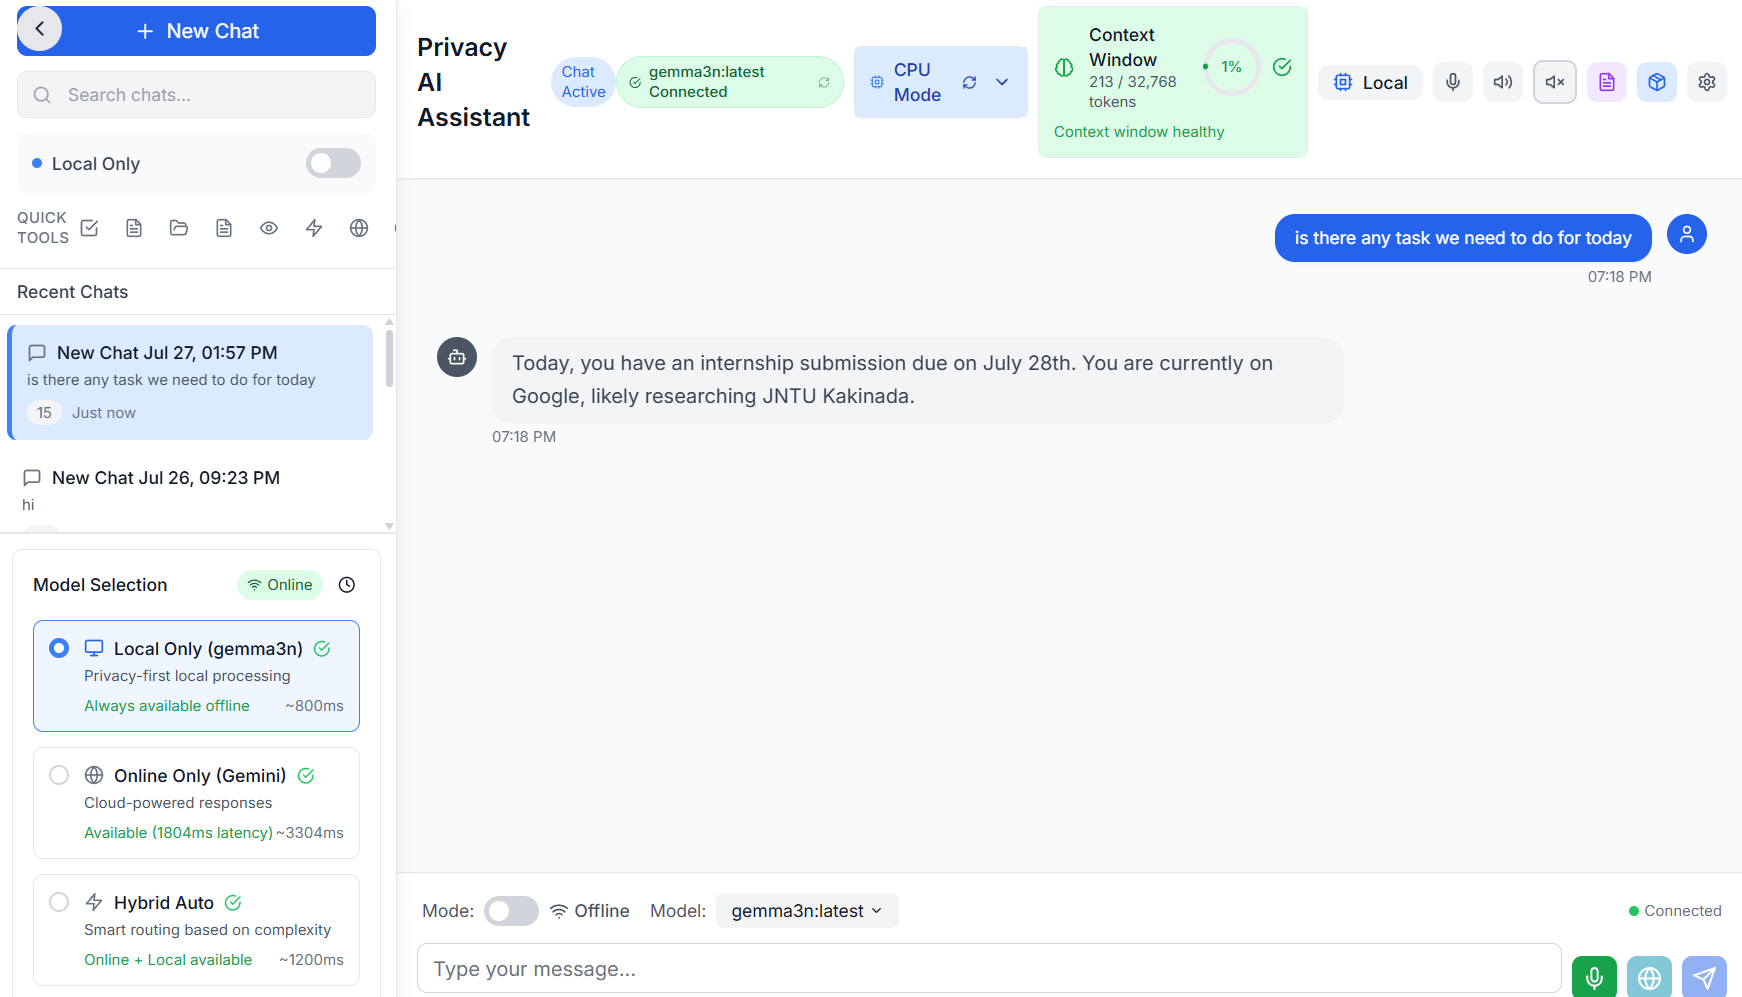 New Chat
Search chats...
Local Only
QUICK
TOOLS
Recent Chats
New Chat Jul 27, 01:57 PM
is there any task we need to do for today
15 Just now
New Chat Jul 26, 09:23 PM
hi
Model Selection
Online
Local Only (gemma3n)
Privacy-first local processing
Always available offline ~800ms
Online Only (Gemini)
Cloud-powered responses
Available (1804ms latency) ~3304ms
Hybrid Auto
Smart routing based on complexity
Online + Local available ~1200ms
Privacy
AI
Assistant
Chat
Active
gemma3n:latest
Connected
CPU
Mode
Context
Window
213 / 32,768
tokens
1%
Context window healthy
Local
is there any task we need to do for today
07:18 PM
Today, you have an internship submission due on July 28th. You are currently on
Google, likely researching JNTU Kakinada.
07:18 PM
Mode: Offline Model: gemma3n:latest
Connected
Type your message...